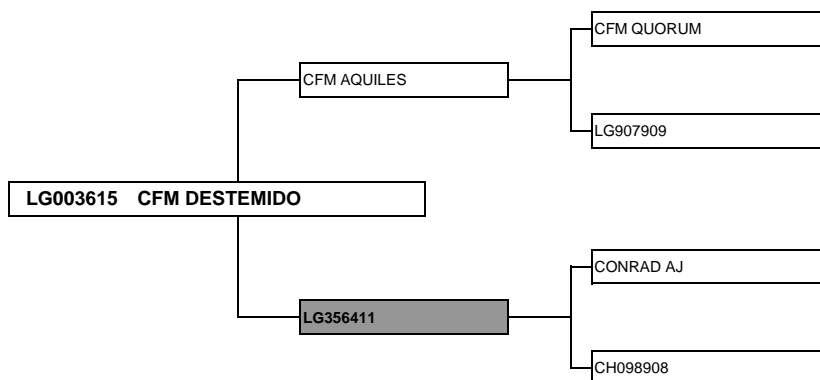 CFM QUORUM
CFM AQUILES
LG907909
LG003615 CFM DESTEMIDO
CONRAD AJ
LG356411
CH098908